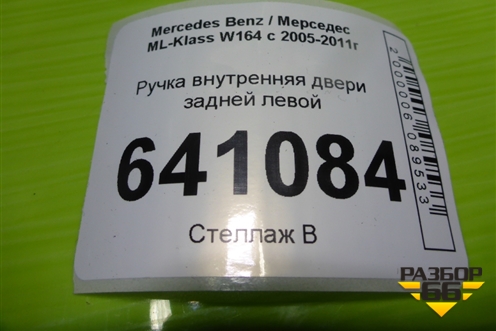 Mercedes Benz / Мерседес
ML-Klass W164 с 2005-2011г
Ручка внутренняя двери
задней левой
641084
Стеллаж В
2000006089533
РАЗБОР
66